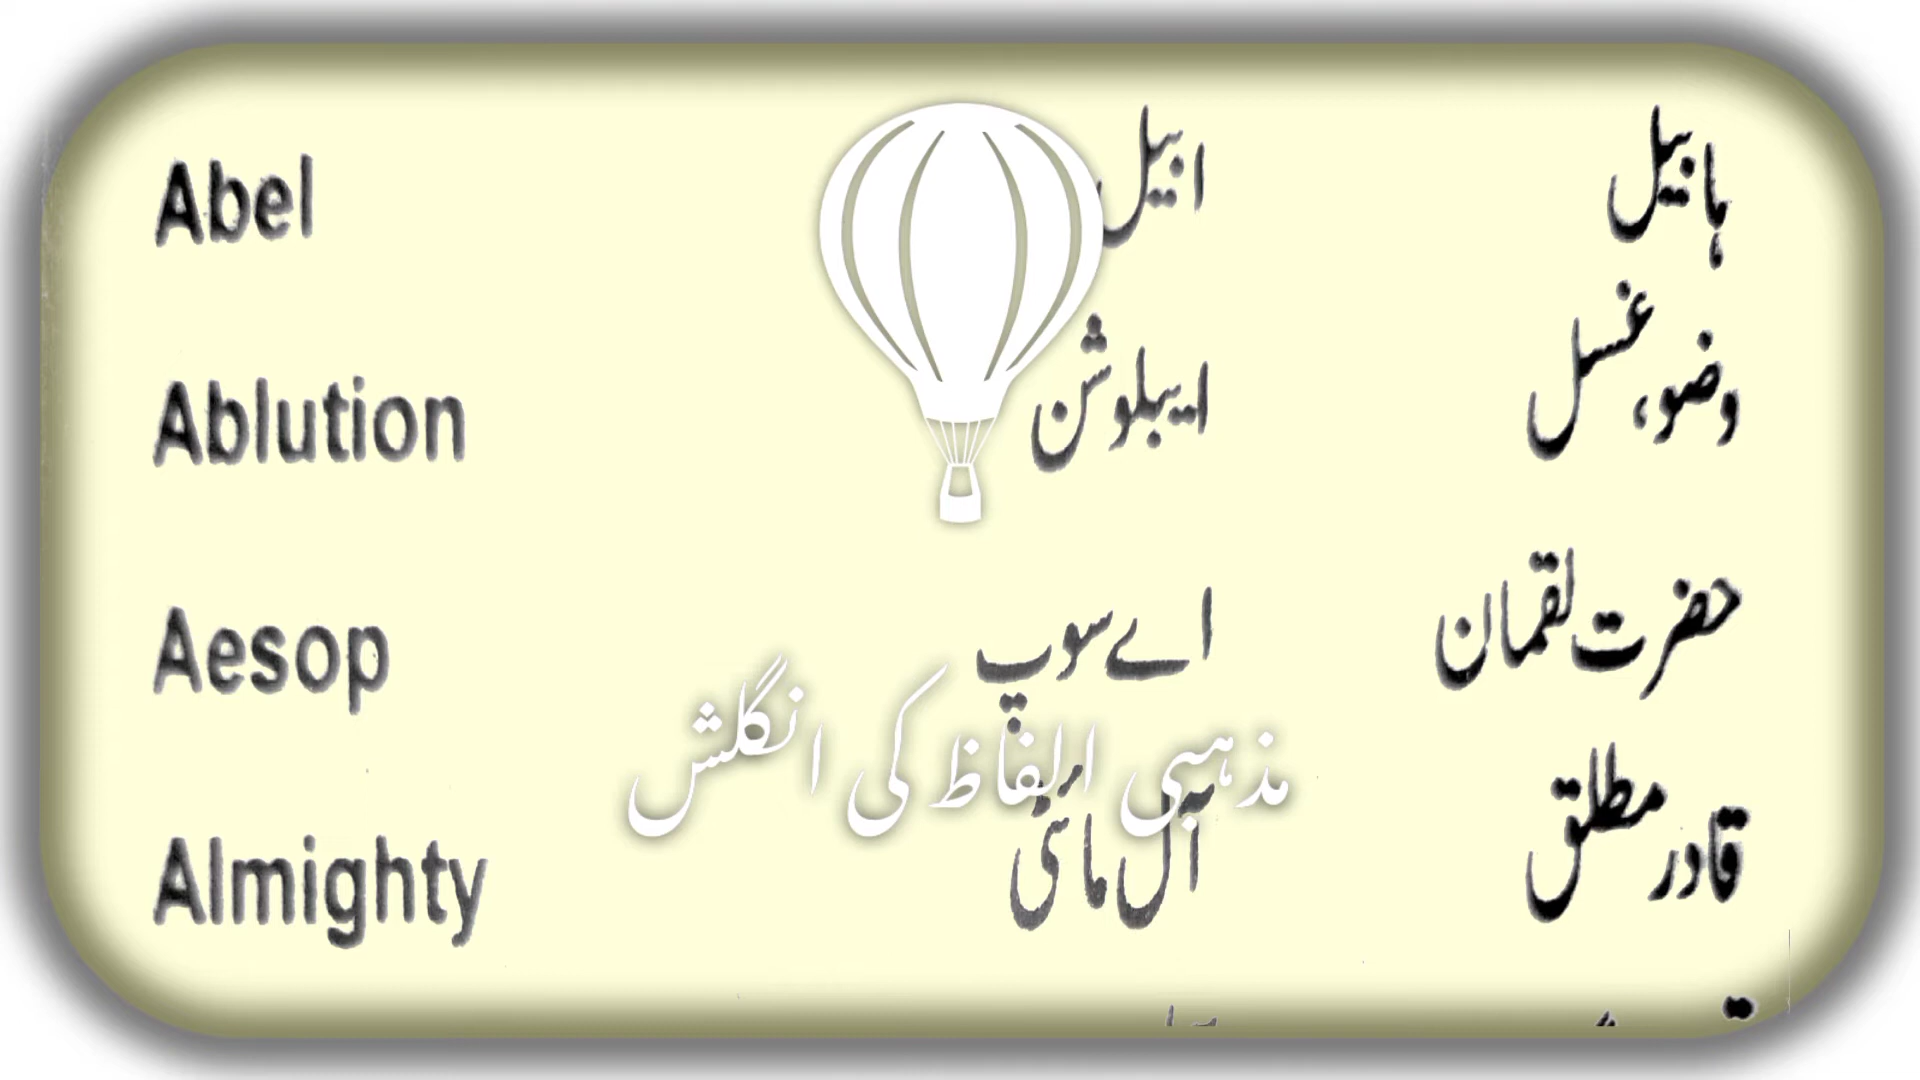 Abel ابیل ہابیل
Ablution ایبلوشن وضو، غسل
Aesop اے سوپ حضرت لقمان
مذہبی الفاظ کی انگلش
Almighty آل مائٹی قادر مطلق